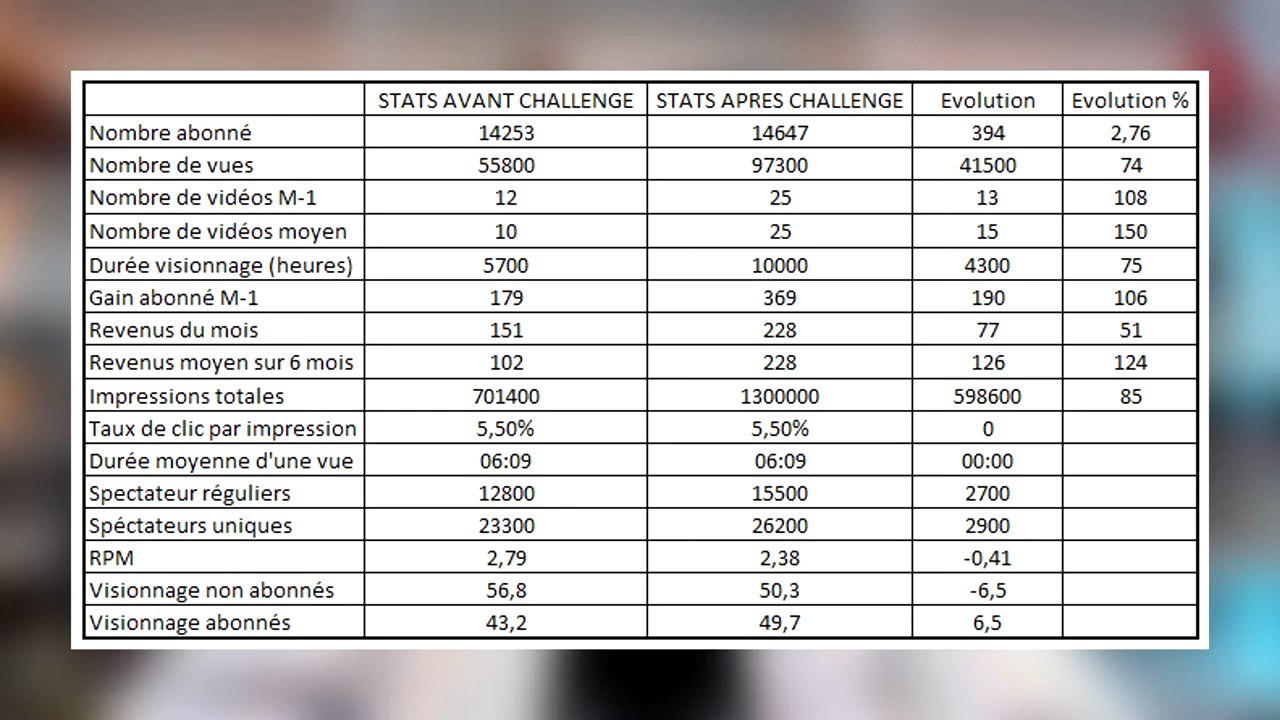 STATS AVANT CHALLENGE STATS APRES CHALLENGE Evolution Evolution %
Nombre abonné 14253 14647 394 2,76
Nombre de vues 55800 97300 41500 74
Nombre de vidéos M-1 12 25 13 108
Nombre de vidéos moyen 10 25 15 150
Durée visionnage (heures) 5700 10000 4300 75
Gain abonné M-1 179 369 190 106
Revenus du mois 151 228 77 51
Revenus moyen sur 6 mois 102 228 126 124
Impressions totales 701400 1300000 598600 85
Taux de clic par impression 5,50% 5,50% 0
Durée moyenne d'une vue 06:09 06:09 00:00
Spectateur réguliers 12800 15500 2700
Spéctateurs uniques 23300 26200 2900
RPM 2,79 2,38 -0,41
Visionnage non abonnés 56,8 50,3 -6,5
Visionnage abonnés 43,2 49,7 6,5